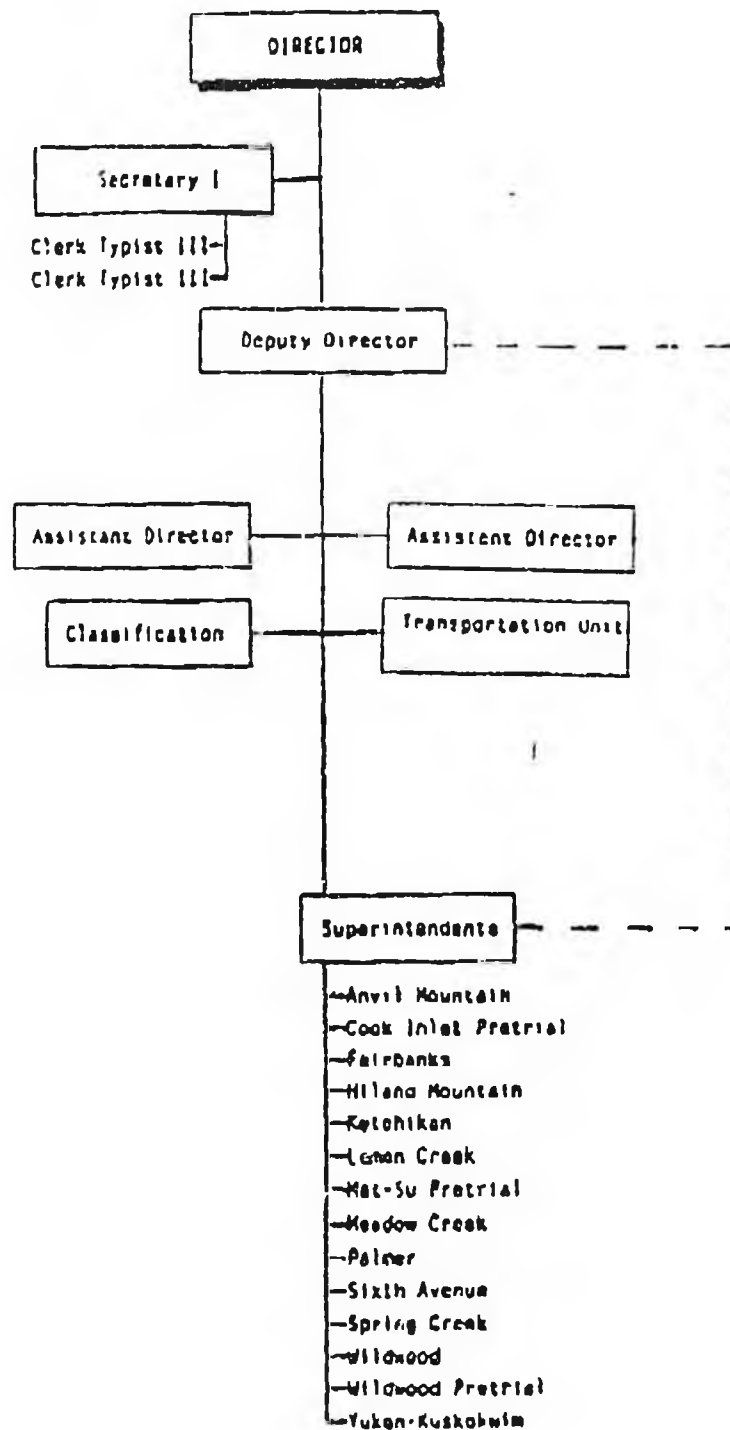 DIRECTOR
Secretary I
Clerk Typist III
Clerk Typist III
Deputy Director
Assistant Director
Assistent Director
Classification
Transportation Unit
Superintendents
Anvil Mountain
Cook Inlet Pretrial
Fairbanks
Hiland Mountain
Ketchikan
Lemon Creek
Mat-Su Pretrial
Meadow Creek
Palmer
Sixth Avenue
Spring Creek
Wildwood
Wildwood Pretrial
Yukon-Kuskokwim